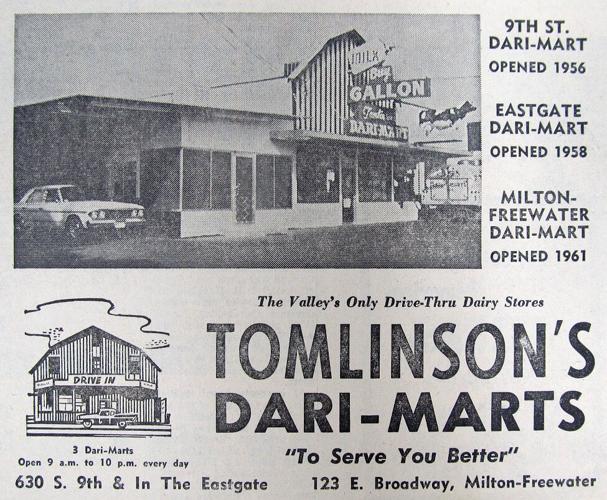 9TH ST.
DARI-MART
OPENED 1956
EASTGATE
DARI-MART
OPENED 1958
MILTON-
FREEWATER
DARI-MART
OPENED 1961
MILK
Buy
GALLON
DARI-MART
The Valley's Only Drive-Thru Dairy Stores
TOMLINSON'S
DARI-MARTS
DRIVE IN
3 Dari-Marts
Open 9 a.m. to 10 p.m. every day
"To Serve You Better"
630 S. 9th & In The Eastgate
123 E. Broadway, Milton-Freewater